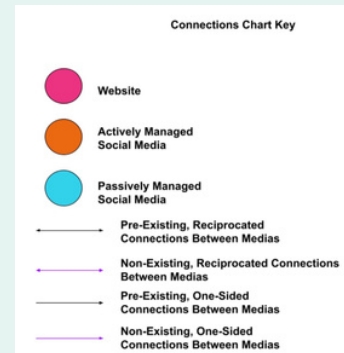 Connections Chart Key
Website
Actively Managed
Social Media
Passively Managed
Social Media
Pre-Existing, Reciprocated
Connections Between Medias
Non-Existing, Reciprocated Connections
Between Medias
Pre-Existing, One-Sided
Connections Between Medias
Non-Existing, One-Sided
Connections Between Medias